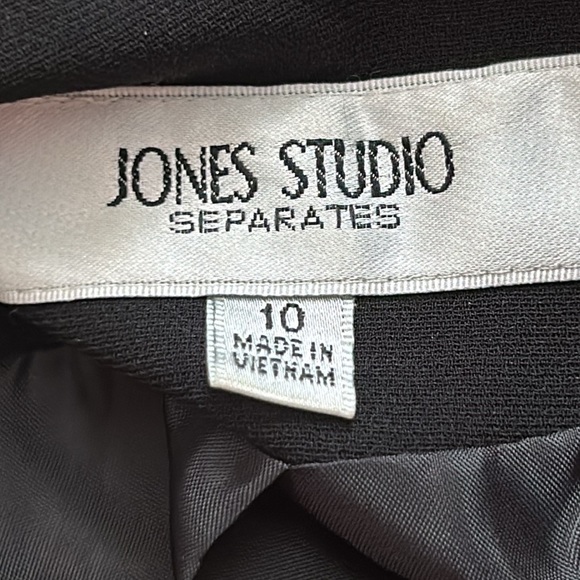 JONES STUDIO
SEPARATES
10
MADE IN
VIETNAM